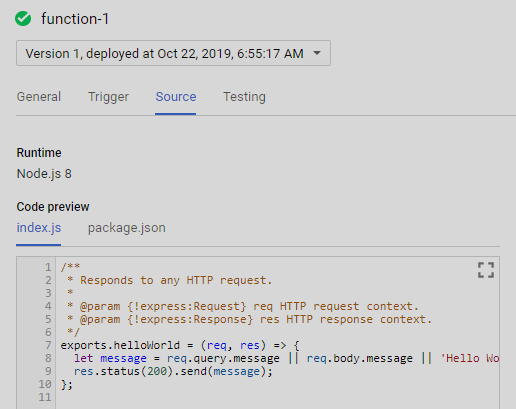 function-1
Version 1, deployed at Oct 22, 2019, 6:55:17 AM
General Trigger Source Testing
Runtime
Node.js 8
Code preview
index.js package.json
1 /**
2  * Responds to any HTTP request.
3  *
4  * @param {!express:Request} req HTTP request context.
5  * @param {!express:Response} res HTTP response context.
6  */
7 exports.helloWorld = (req, res) => {
8   let message = req.query.message || req.body.message || 'Hello Wo
9   res.status(200).send(message);
10 };
11